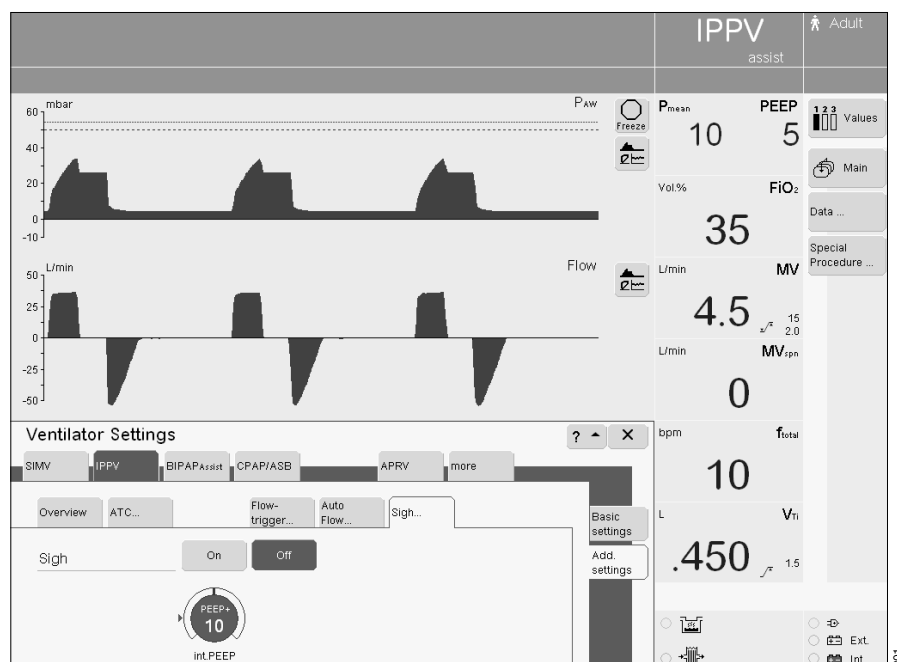 IPPV
assist
Adult
mbar
PAW
60
40
20
0
-10
Freeze
L/min
Flow
50
25
0
-25
-50
Pmean PEEP
10 5
Vol.% FiO2
35
L/min MV
4.5 15
2.0
L/min MVspn
0
bpm ftotal
10
L VTi
.450 1.5
1 2 3
Values
Main
Data ...
Special
Procedure ...
Ventilator Settings
? X
SIMV IPPV BIPAPAssist CPAP/ASB APRV more
Overview ATC... Flow-
trigger... Auto
Flow... Sigh...
Basic
settings
Add.
settings
Sigh On Off
PEEP+
10
int.PEEP
Ext.
Int.